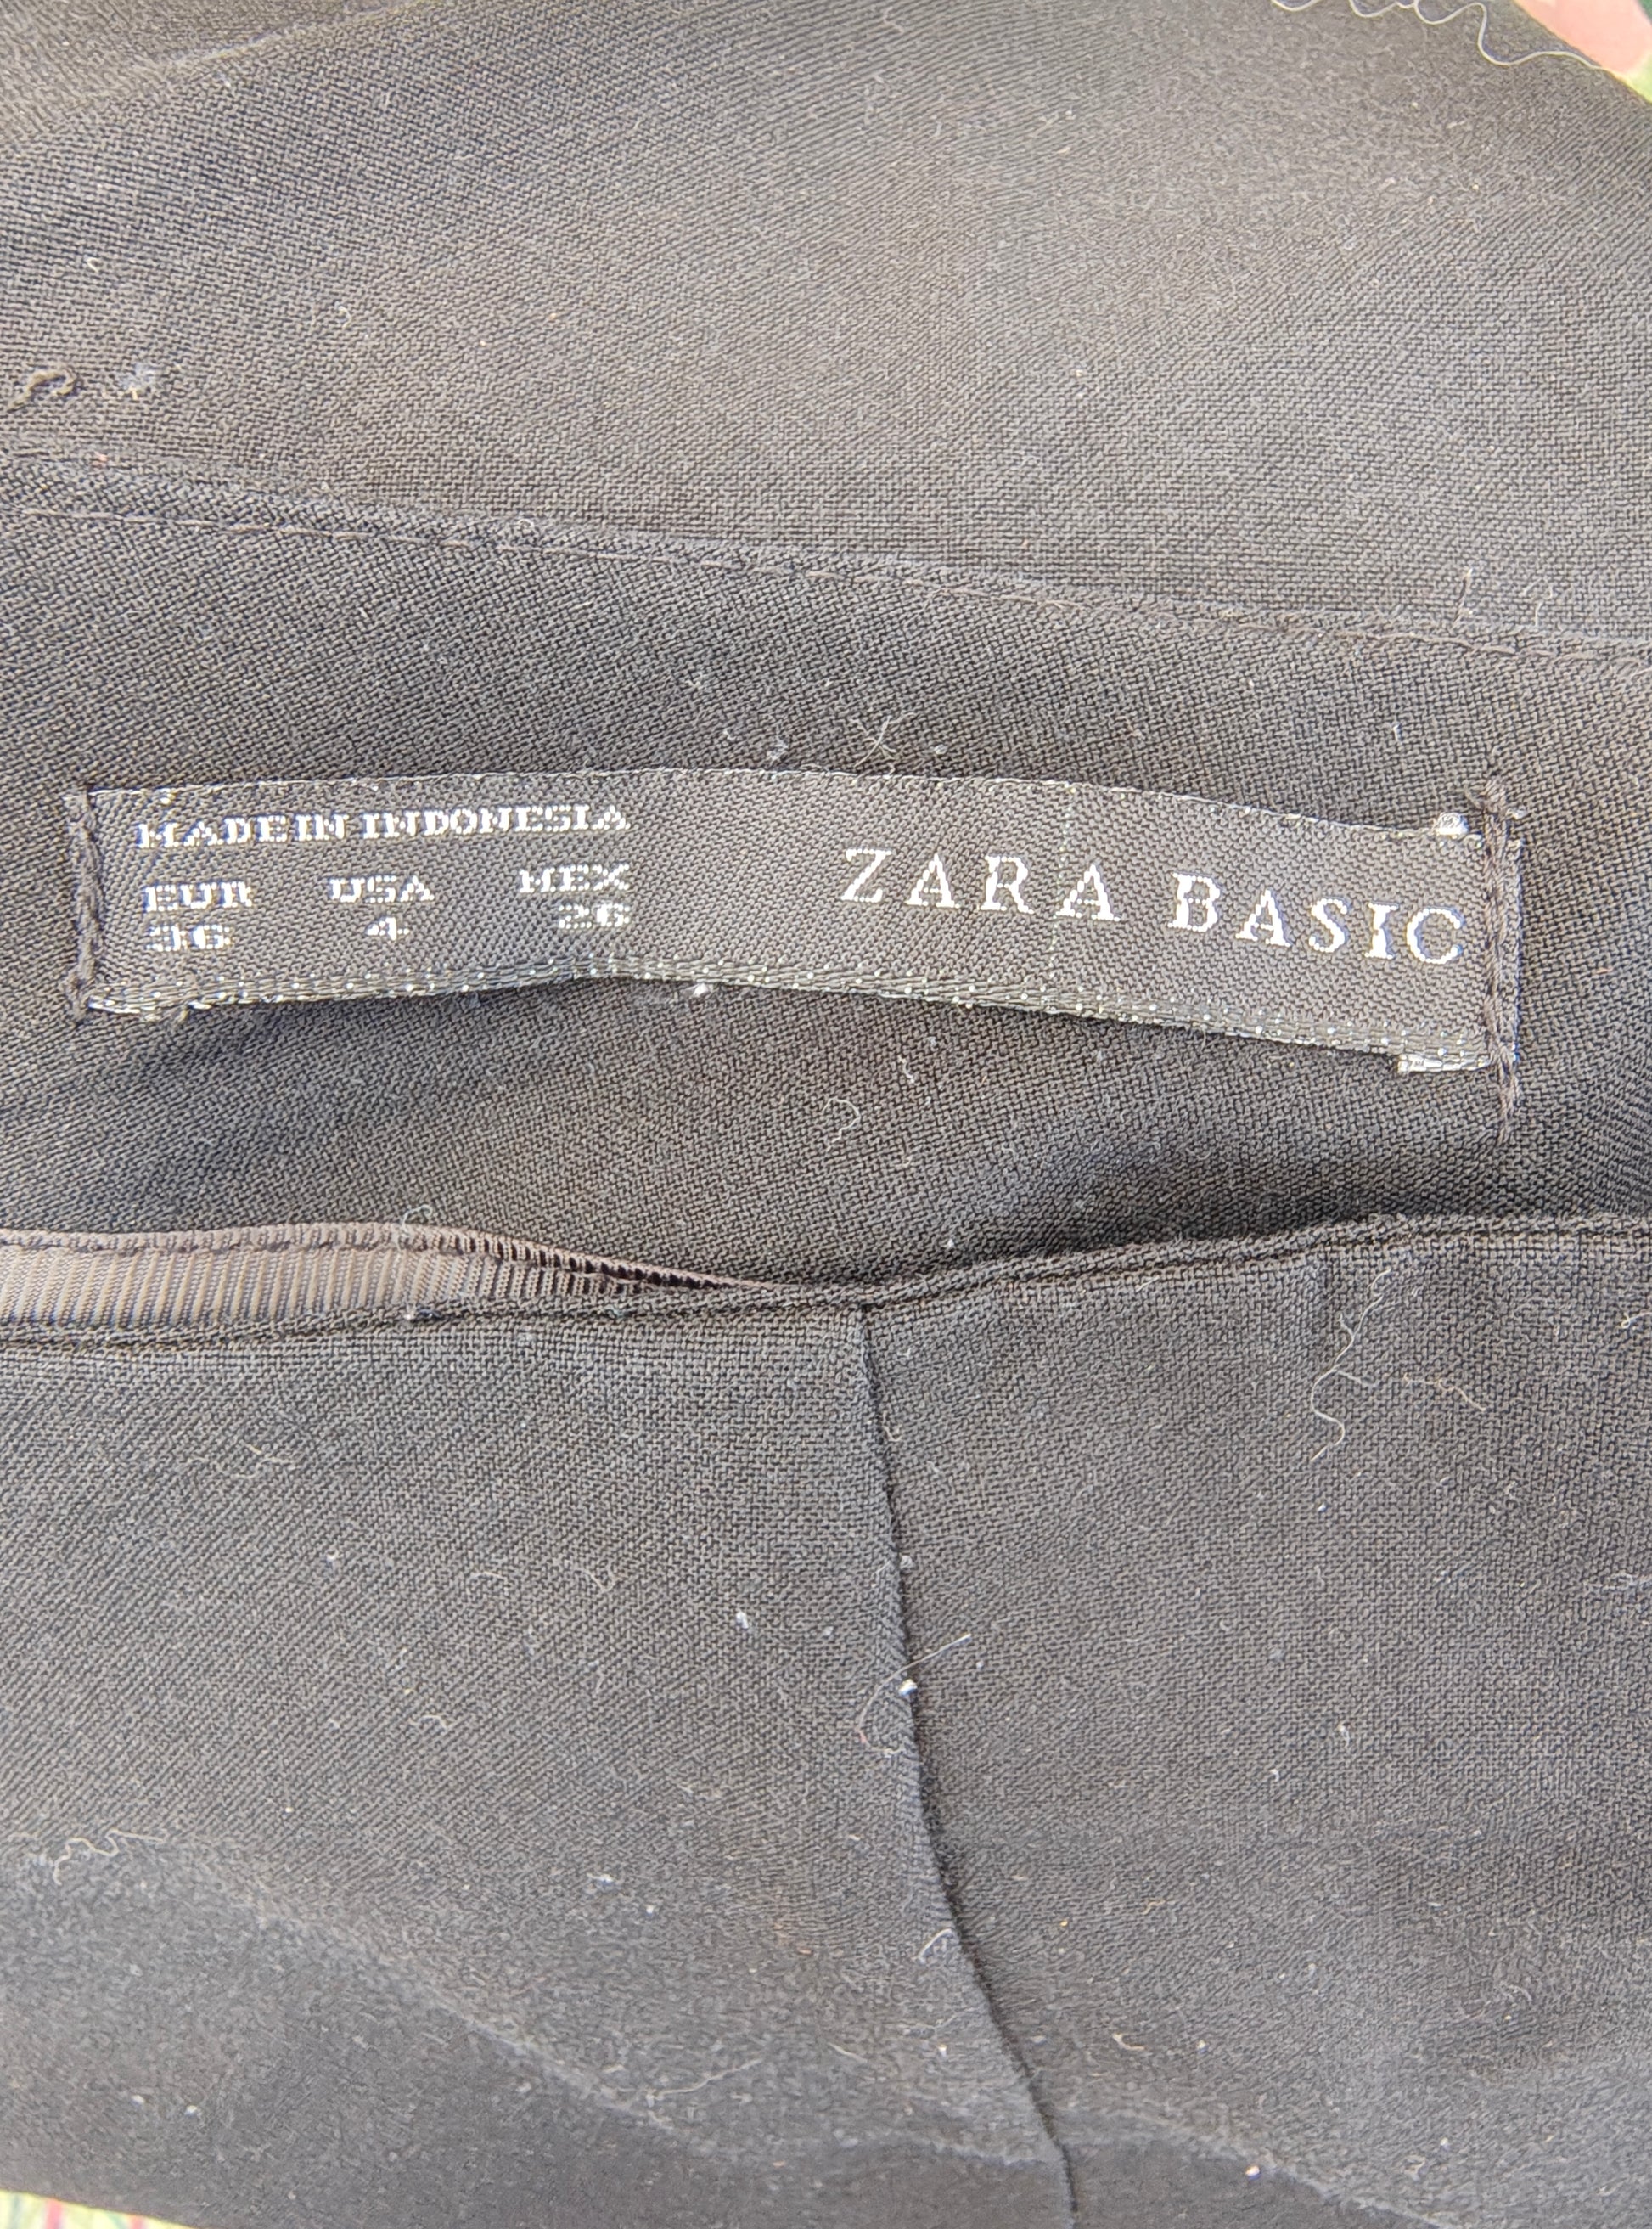 MADE IN INDONESIA
EUR USA MEX
36 4 26
ZARA BASIC